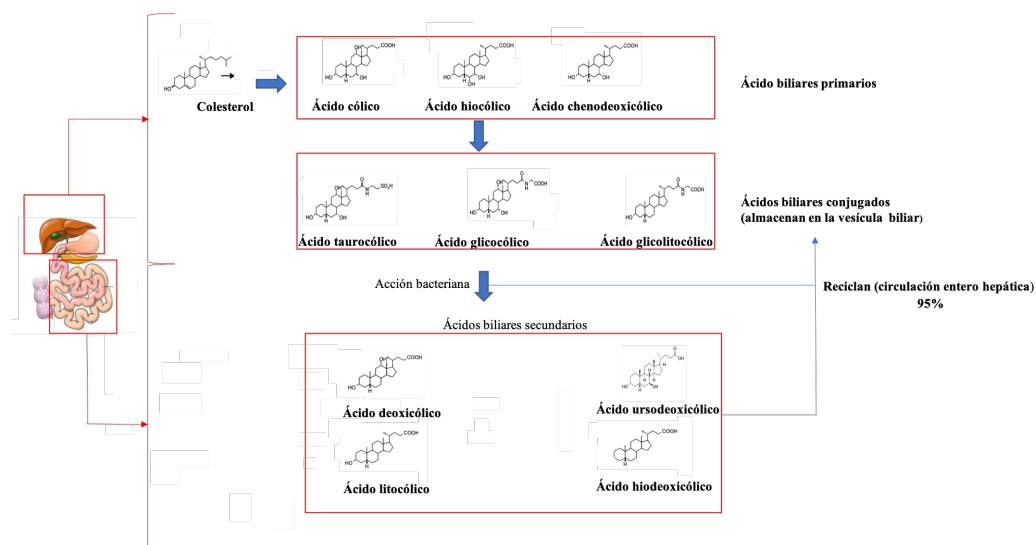 Colesterol
Ácido cólico
Ácido hiocólico
Ácido chenodeoxicólico
Ácido biliares primarios
Ácido taurocólico
Ácido glicocólico
Ácido glicolitocólico
Ácidos biliares conjugados
(almacenan en la vesícula biliar)
Acción bacteriana
Reciclan (circulación entero hepática)
95%
Ácidos biliares secundarios
Ácido deoxicólico
Ácido ursodeoxicólico
Ácido litocólico
Ácido hiodeoxicólico